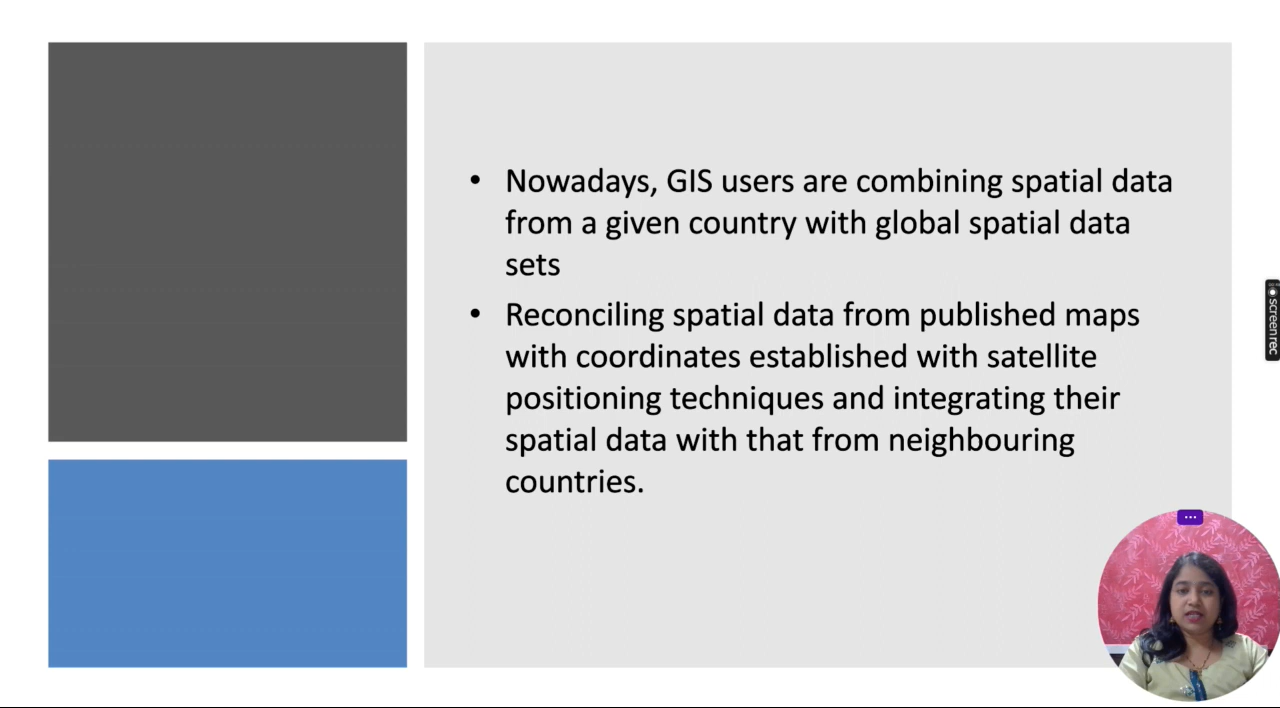 • Nowadays, GIS users are combining spatial data
from a given country with global spatial data
sets
• Reconciling spatial data from published maps
with coordinates established with satellite
positioning techniques and integrating their
spatial data with that from neighbouring
countries.
screenrec